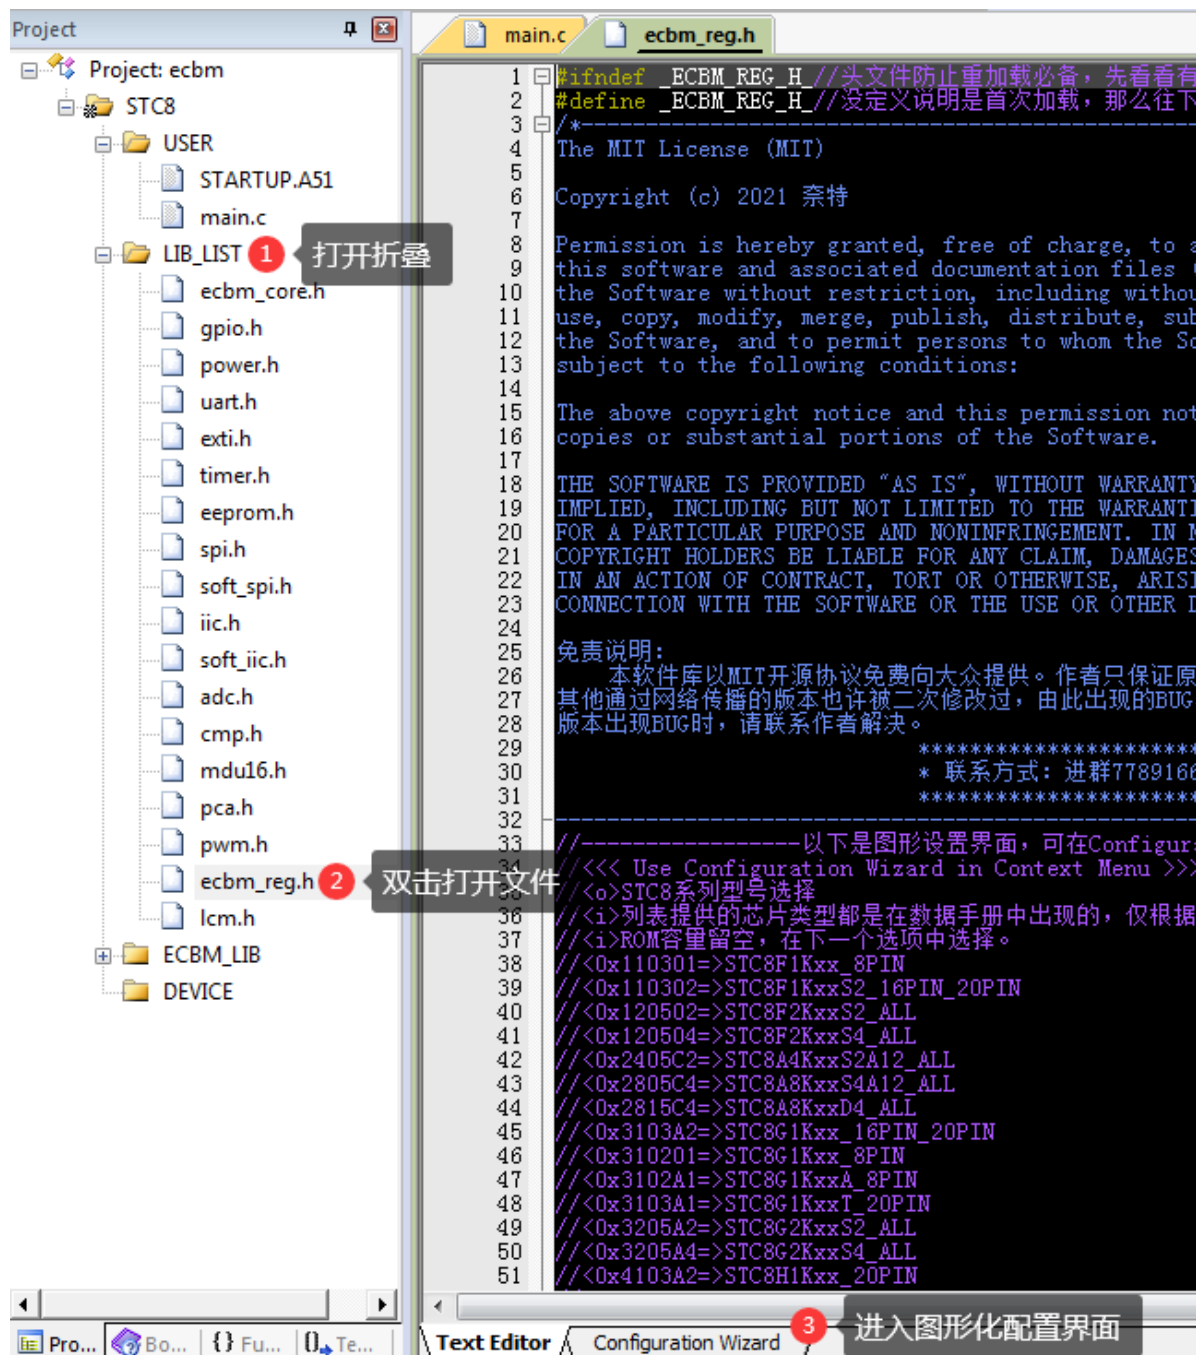 Project
Project: ecbm
STC8
USER
STARTUP.A51
main.c
LIB_LIST 1 打开折叠
ecbm_core.h
gpio.h
power.h
uart.h
exti.h
timer.h
eeprom.h
spi.h
soft_spi.h
iic.h
soft_iic.h
adc.h
cmp.h
mdu16.h
pca.h
pwm.h
ecbm_reg.h 2 双击打开文件
lcm.h
ECBM_LIB
DEVICE
Pro... Bo... {} Fu... Te...
main.c ecbm_reg.h
1 #ifndef _ECBM_REG_H_//头文件防止重加载必备，先看看有
2 #define _ECBM_REG_H_//没定义说明是首次加载，那么往下
3 /*-------------------------------------------------
4 The MIT License (MIT)
5
6 Copyright (c) 2021 奈特
7
8 Permission is hereby granted, free of charge, to a
9 this software and associated documentation files
10 the Software without restriction, including withou
11 use, copy, modify, merge, publish, distribute, sub
12 the Software, and to permit persons to whom the So
13 subject to the following conditions:
14
15 The above copyright notice and this permission not
16 copies or substantial portions of the Software.
17
18 THE SOFTWARE IS PROVIDED "AS IS", WITHOUT WARRANTY
19 IMPLIED, INCLUDING BUT NOT LIMITED TO THE WARRANTI
20 FOR A PARTICULAR PURPOSE AND NONINFRINGEMENT. IN N
21 COPYRIGHT HOLDERS BE LIABLE FOR ANY CLAIM, DAMAGES
22 IN AN ACTION OF CONTRACT, TORT OR OTHERWISE, ARISI
23 CONNECTION WITH THE SOFTWARE OR THE USE OR OTHER D
24
25 免责说明：
26 本软件库以MIT开源协议免费向大众提供。作者只保证原
27 其他通过网络传播的版本也许被二次修改过，由此出现的BUG
28 版本出现BUG时，请联系作者解决。
29 **********************
30 * 联系方式：进群7789166
31 **********************
32 --------------------------------------------------
33 //-----------------以下是图形设置界面，可在Configur
34 //<<< Use Configuration Wizard in Context Menu >>>
35 //<o>STC8系列型号选择
36 //<i>列表提供的芯片类型都是在数据手册中出现的，仅根据
37 //<i>ROM容量留空，在下一个选项中选择。
38 //<0x110301=>STC8F1Kxx_8PIN
39 //<0x110302=>STC8F1KxxS2_16PIN_20PIN
40 //<0x120502=>STC8F2KxxS2_ALL
41 //<0x120504=>STC8F2KxxS4_ALL
42 //<0x2405C2=>STC8A4KxxS2A12_ALL
43 //<0x2805C4=>STC8A8KxxS4A12_ALL
44 //<0x2815C4=>STC8A8KxxD4_ALL
45 //<0x3103A2=>STC8G1Kxx_16PIN_20PIN
46 //<0x310201=>STC8G1Kxx_8PIN
47 //<0x3102A1=>STC8G1KxxA_8PIN
48 //<0x3103A1=>STC8G1KxxT_20PIN
49 //<0x3205A2=>STC8G2KxxS2_ALL
50 //<0x3205A4=>STC8G2KxxS4_ALL
51 //<0x4103A2=>STC8H1Kxx_20PIN
Text Editor Configuration Wizard 3 进入图形化配置界面